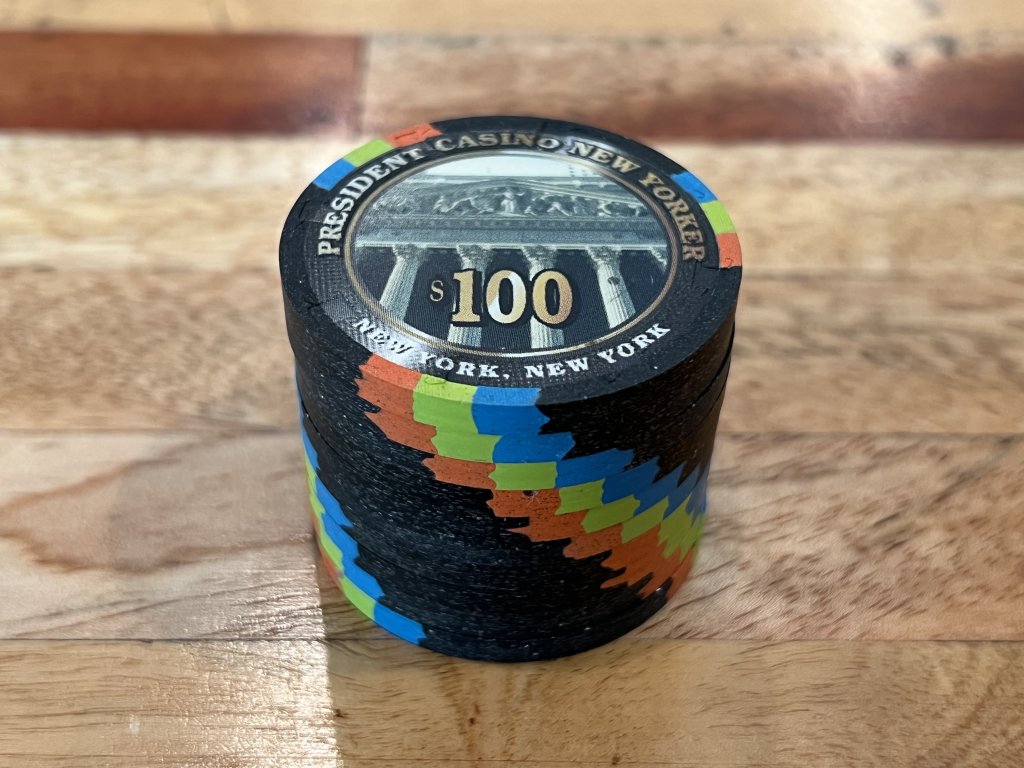 PRESIDENT CASINO NEW YORKER
$100
NEW YORK, NEW YORK